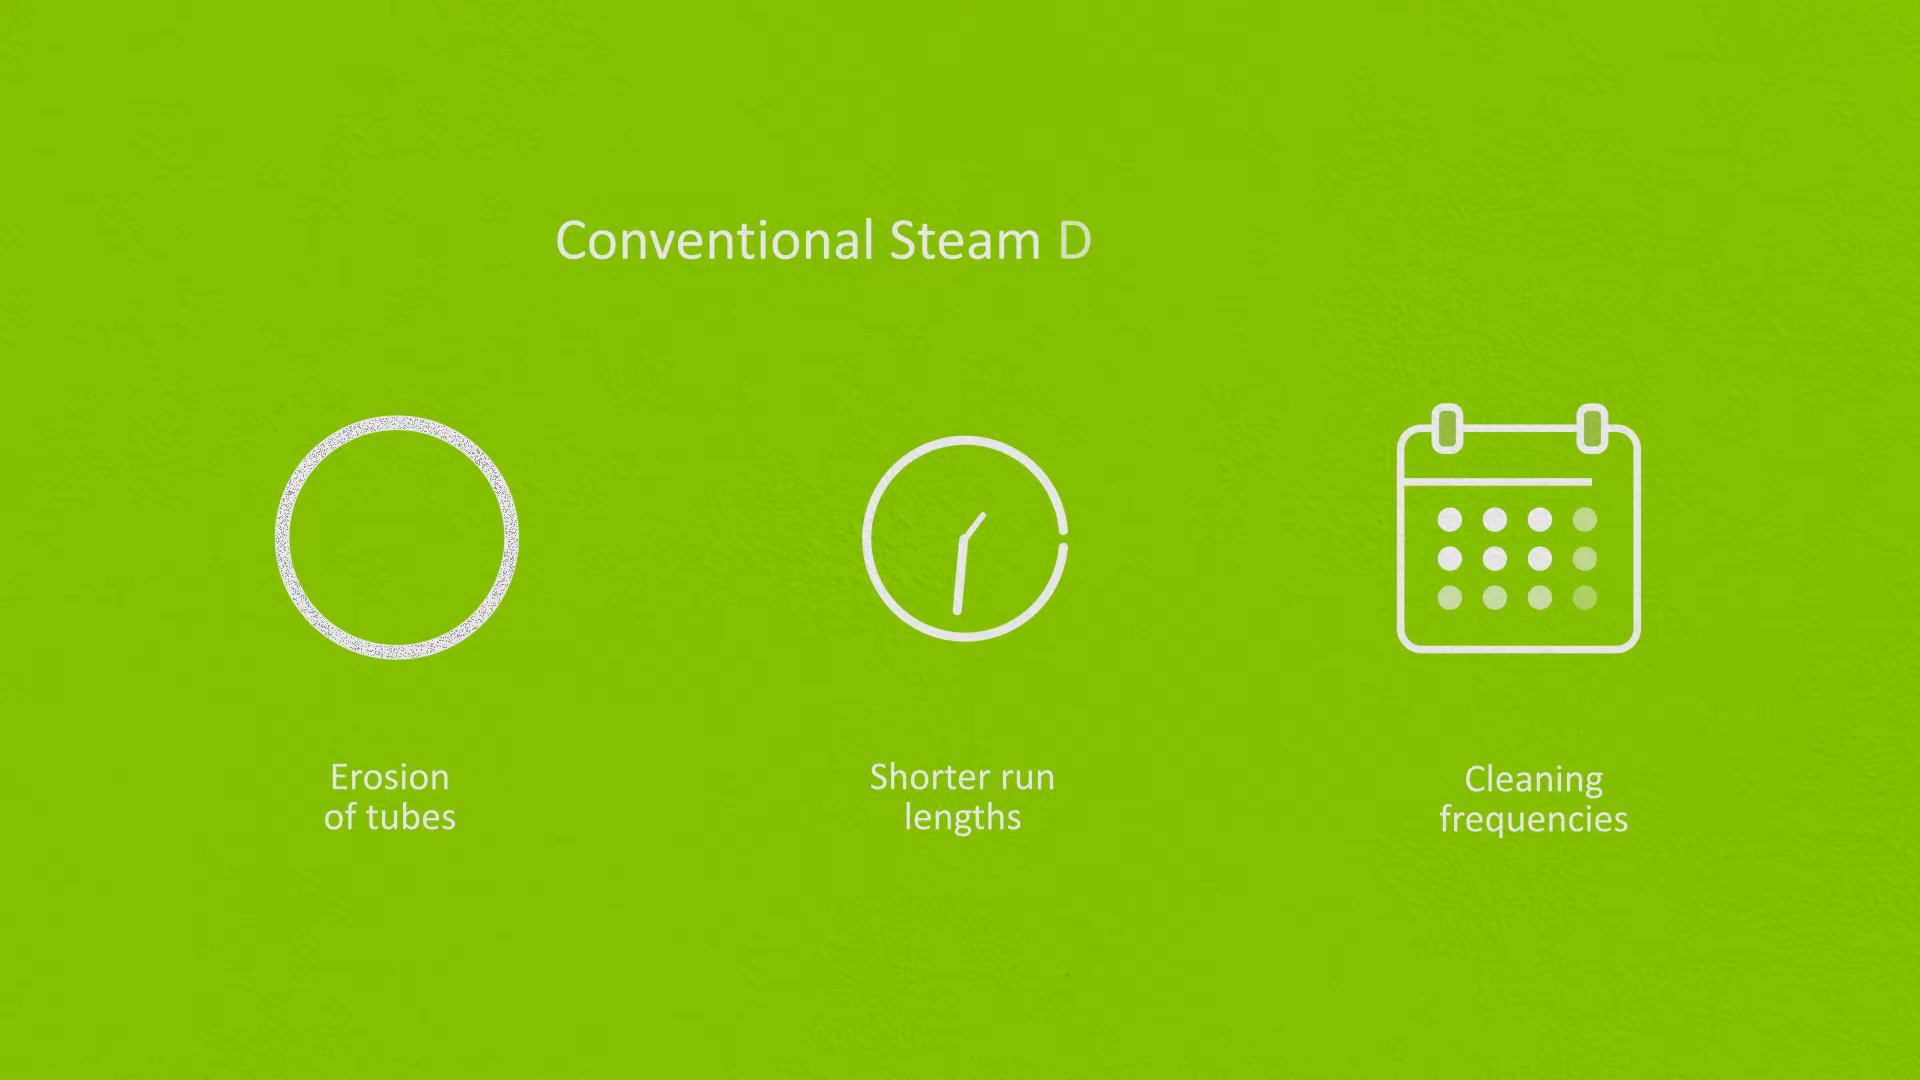 Conventional Steam D
Erosion
of tubes
Shorter run
lengths
Cleaning
frequencies